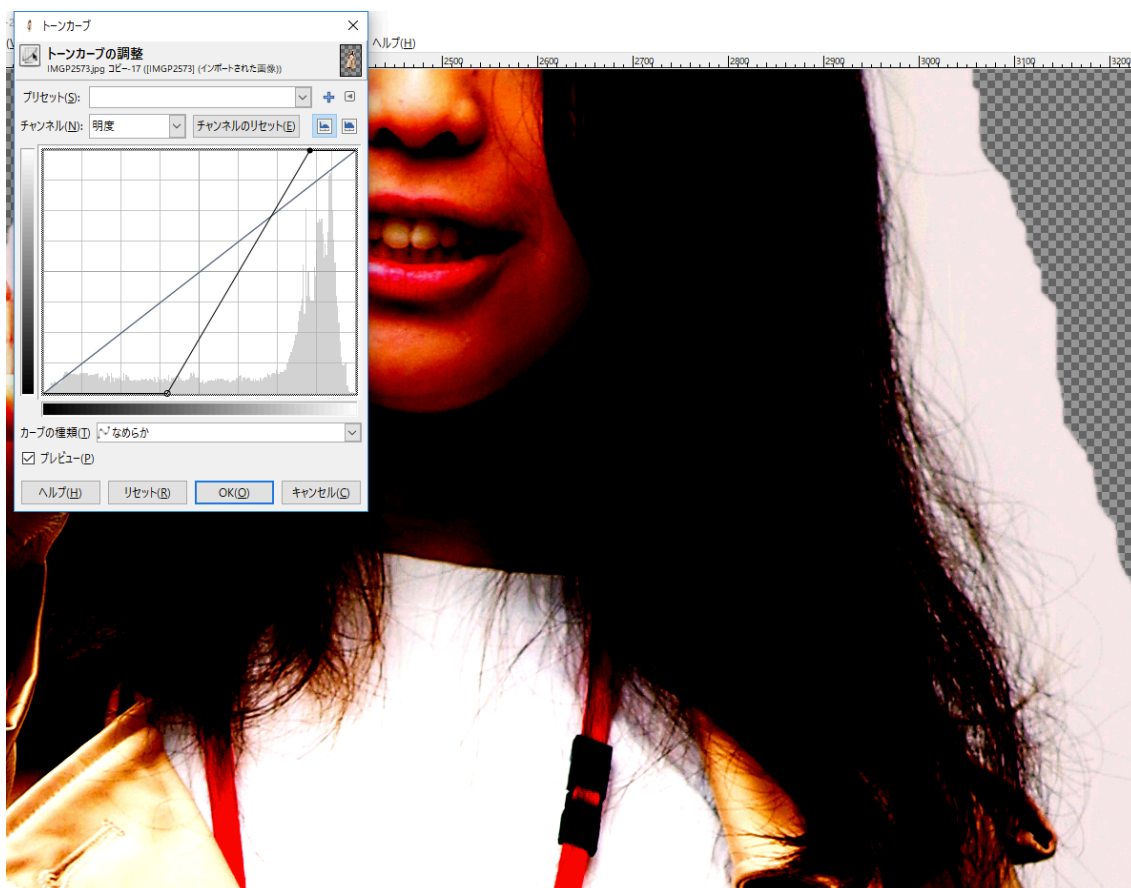 トーンカーブ
トーンカーブの調整
IMGP2573.jpg コピー-17 ([IMGP2573] (インポートされた画像))
プリセット(S):
チャンネル(N): 明度 チャンネルのリセット(E)
カーブの種類(T) なめらか
プレビュー(P)
ヘルプ(H) リセット(R) OK(O) キャンセル(C)
ヘルプ(H)
2500 2600 2700 2800 2900 3000 3100 3200